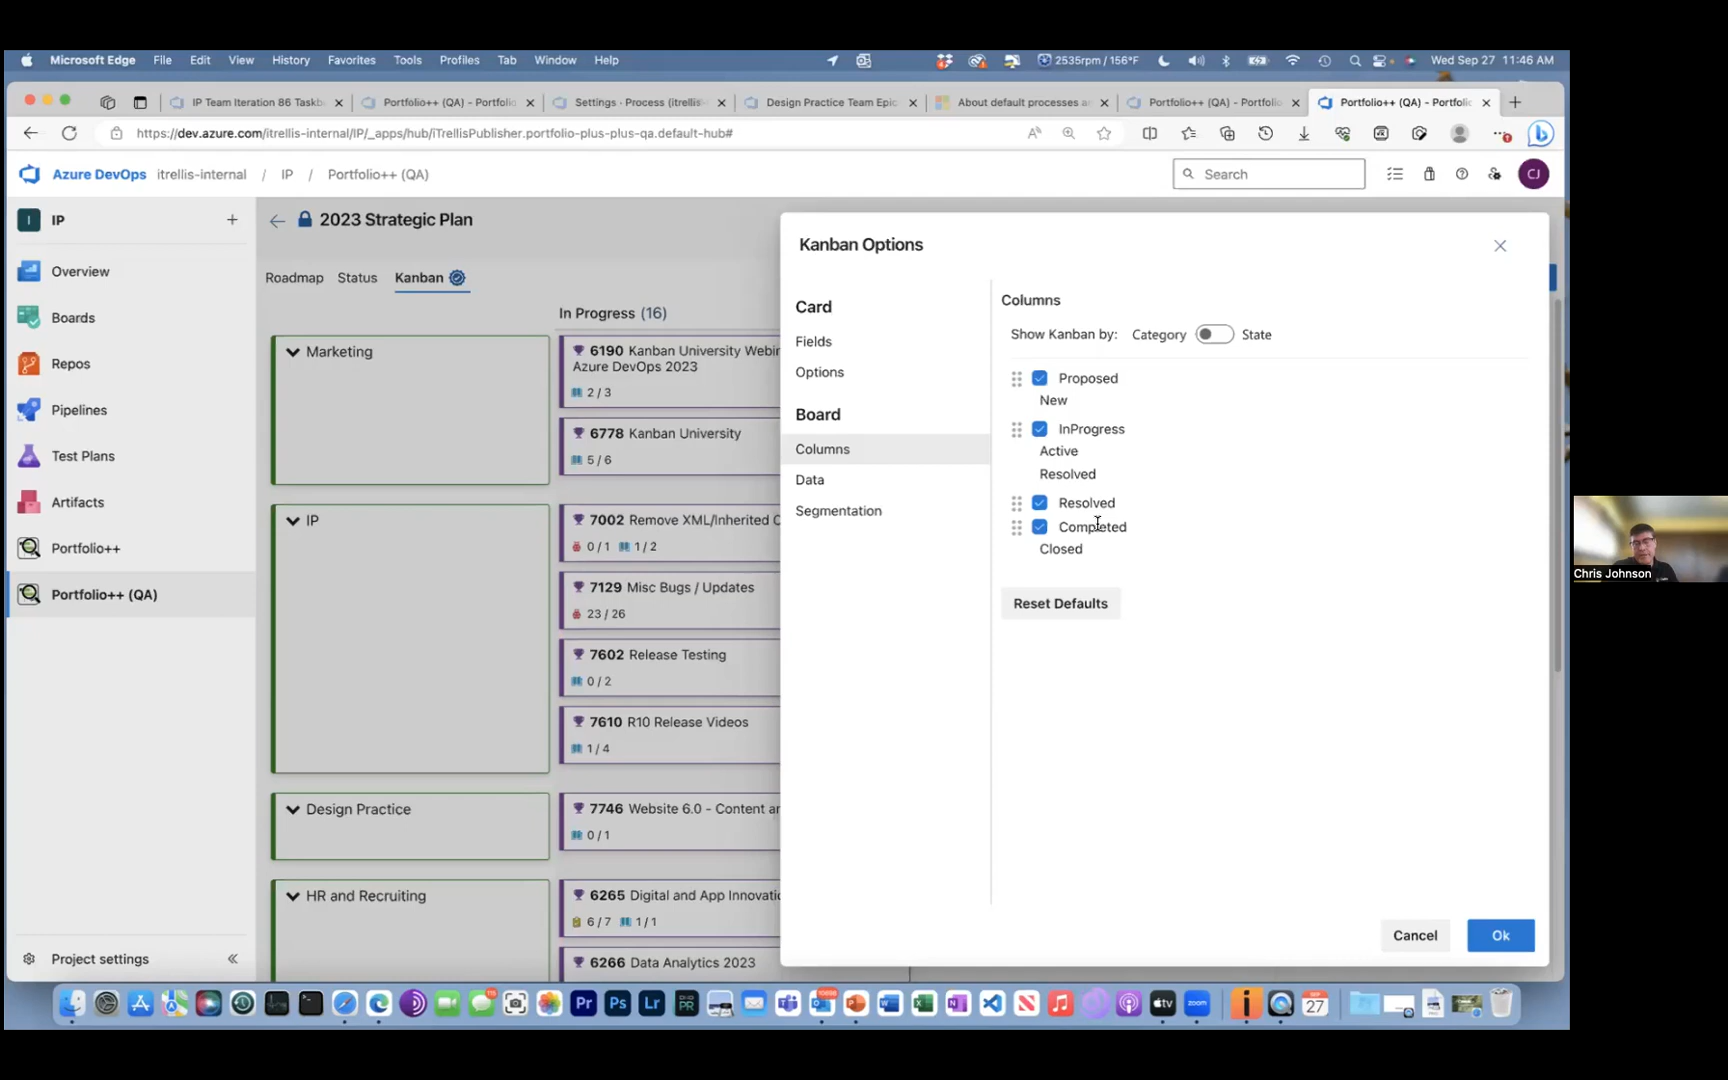 Microsoft Edge File Edit View History Favorites Tools Profiles Tab Window Help
2535rpm / 156°F
Wed Sep 27 11:46 AM
IP Team Iteration 86 Taskb
Portfolio++ (QA) - Portfolio
Settings · Process (itrellis
Design Practice Team Epic
About default processes a
Portfolio++ (QA) - Portfolio
Portfolio++ (QA) - Portfolio
https://dev.azure.com/itrellis-internal/IP/_apps/hub/iTrellisPublisher.portfolio-plus-plus-qa.default-hub#
Azure DevOps itrellis-internal / IP / Portfolio++ (QA)
Search
CJ
I IP
Overview
Boards
Repos
Pipelines
Test Plans
Artifacts
Portfolio++
Portfolio++ (QA)
Project settings
2023 Strategic Plan
Roadmap Status Kanban
In Progress (16)
Marketing
6190 Kanban University Webin
Azure DevOps 2023
2 / 3
6778 Kanban University
5 / 6
IP
7002 Remove XML/Inherited C
0 / 1 1 / 2
7129 Misc Bugs / Updates
23 / 26
7602 Release Testing
0 / 2
7610 R10 Release Videos
1 / 4
Design Practice
7746 Website 6.0 - Content an
0 / 1
HR and Recruiting
6265 Digital and App Innovatio
6 / 7 1 / 1
6266 Data Analytics 2023
Kanban Options
Card
Fields
Options
Board
Columns
Data
Segmentation
Columns
Show Kanban by: Category State
Proposed
New
InProgress
Active
Resolved
Resolved
Completed
Closed
Reset Defaults
Cancel
Ok
Chris Johnson
Pr Ps Lr PR tv zoom i 27